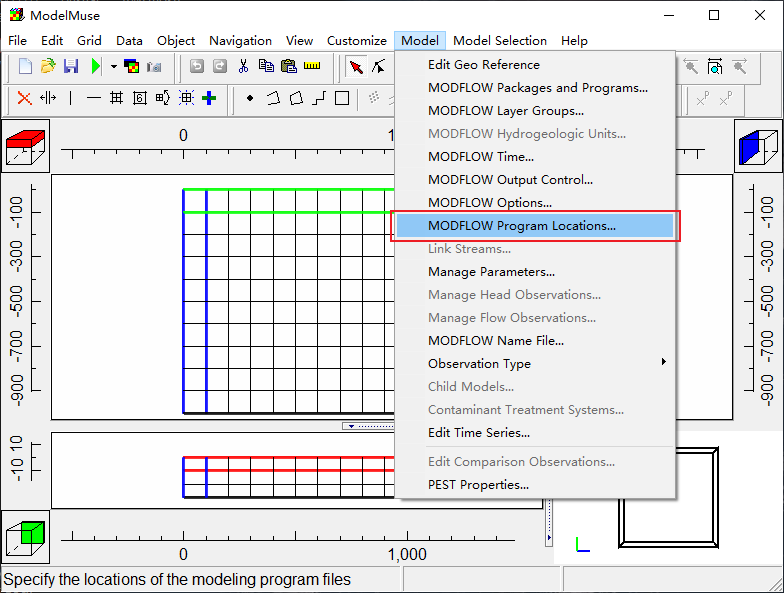 ModelMuse
File Edit Grid Data Object Navigation View Customize Model Model Selection Help
Edit Geo Reference
MODFLOW Packages and Programs...
MODFLOW Layer Groups...
MODFLOW Hydrogeologic Units...
MODFLOW Time...
MODFLOW Output Control...
MODFLOW Options...
MODFLOW Program Locations...
Link Streams...
Manage Parameters...
Manage Head Observations...
Manage Flow Observations...
MODFLOW Name File...
Observation Type
Child Models...
Contaminant Treatment Systems...
Edit Time Series...
Edit Comparison Observations...
PEST Properties...
0
-100
-300
-500
-700
-900
-100
-300
-500
-700
-900
10
-10
0 1,000
Specify the locations of the modeling program files